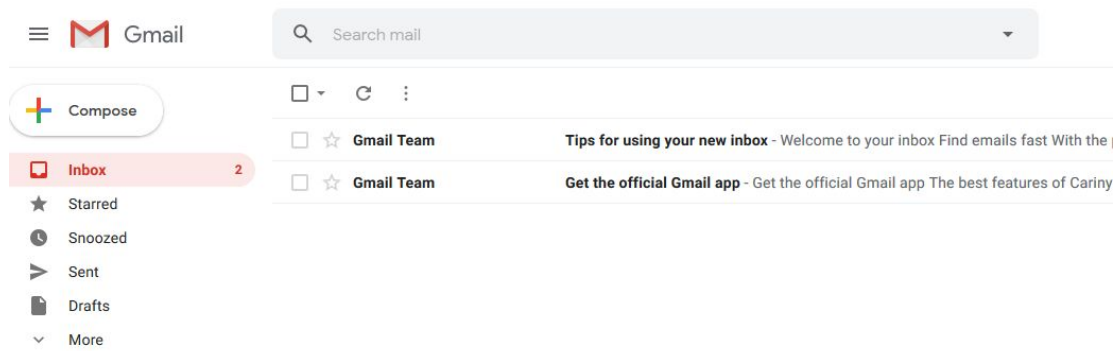 Gmail
Search mail
Compose
Gmail Team Tips for using your new inbox - Welcome to your inbox Find emails fast With the
Inbox 2
Gmail Team Get the official Gmail app - Get the official Gmail app The best features of Cariny
Starred
Snoozed
Sent
Drafts
More